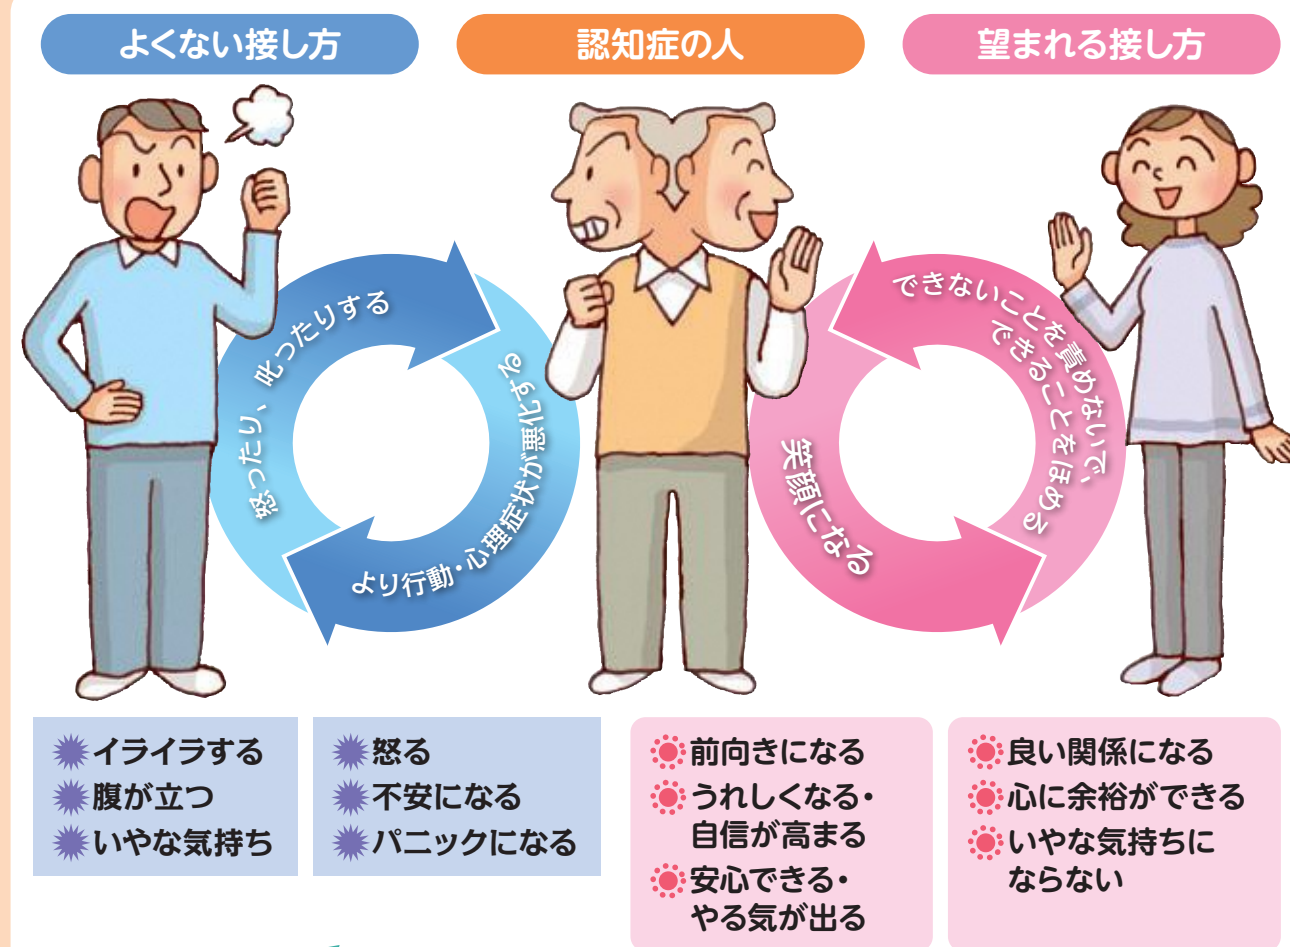 よくない接し方
認知症の人
望まれる接し方
怒ったり、叱ったりする
より行動・心理症状が悪化する
できないことを責めないで、
できることをほめる
笑顔になる
イライラする
腹が立つ
いやな気持ち
怒る
不安になる
パニックになる
前向きになる
うれしくなる・
自信が高まる
安心できる・
やる気が出る
良い関係になる
心に余裕ができる
いやな気持ちに
ならない